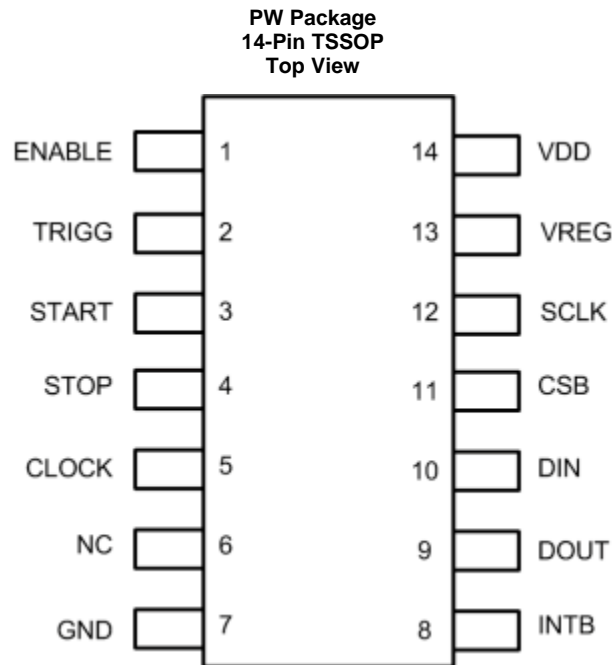 PW Package
14-Pin TSSOP
Top View
ENABLE 1 14 VDD
TRIGG 2 13 VREG
START 3 12 SCLK
STOP 4 11 CSB
CLOCK 5 10 DIN
NC 6 9 DOUT
GND 7 8 INTB